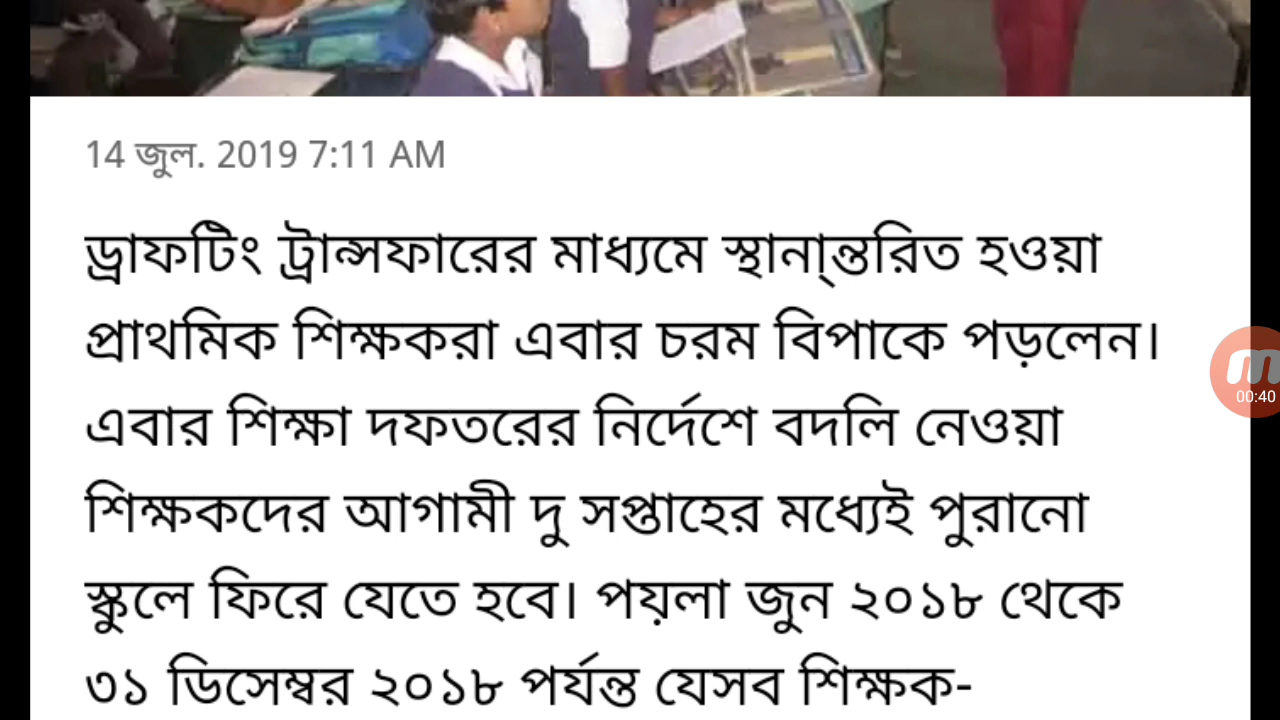 14 জুল. 2019 7:11 AM
ড্রাফটিং ট্রান্সফারের মাধ্যমে স্থানা্ন্তরিত হওয়া
প্রাথমিক শিক্ষকরা এবার চরম বিপাকে পড়লেন।
এবার শিক্ষা দফতরের নির্দেশে বদলি নেওয়া
শিক্ষকদের আগামী দু সপ্তাহের মধ্যেই পুরানো
স্কুলে ফিরে যেতে হবে। পয়লা জুন ২০১৮ থেকে
৩১ ডিসেম্বর ২০১৮ পর্যন্ত যেসব শিক্ষক-
00:40